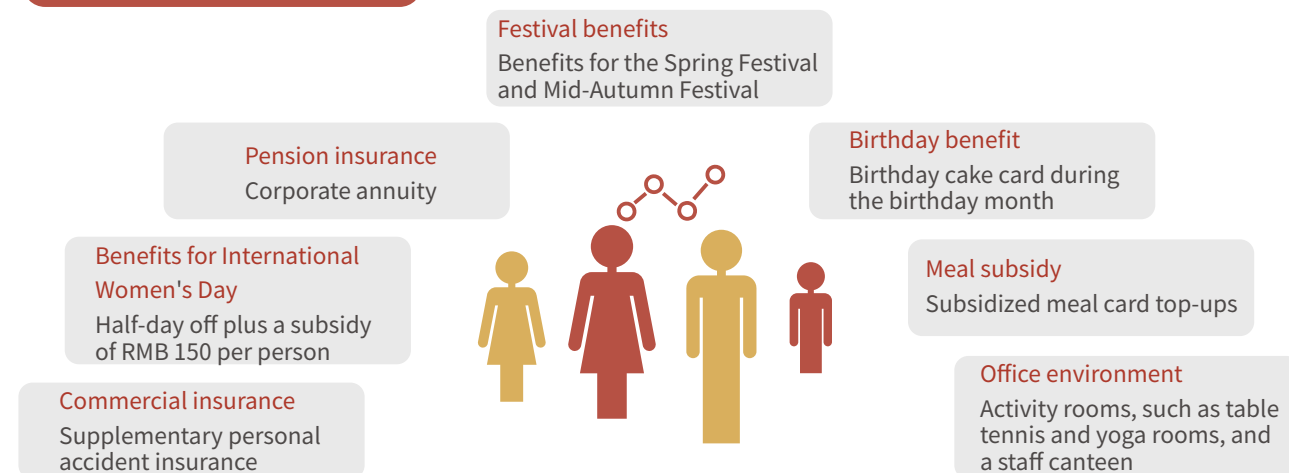 Festival benefits
Benefits for the Spring Festival
and Mid-Autumn Festival
Pension insurance
Corporate annuity
Birthday benefit
Birthday cake card during
the birthday month
Benefits for International
Women's Day
Half-day off plus a subsidy
of RMB 150 per person
Meal subsidy
Subsidized meal card top-ups
Commercial insurance
Supplementary personal
accident insurance
Office environment
Activity rooms, such as table
tennis and yoga rooms, and
a staff canteen